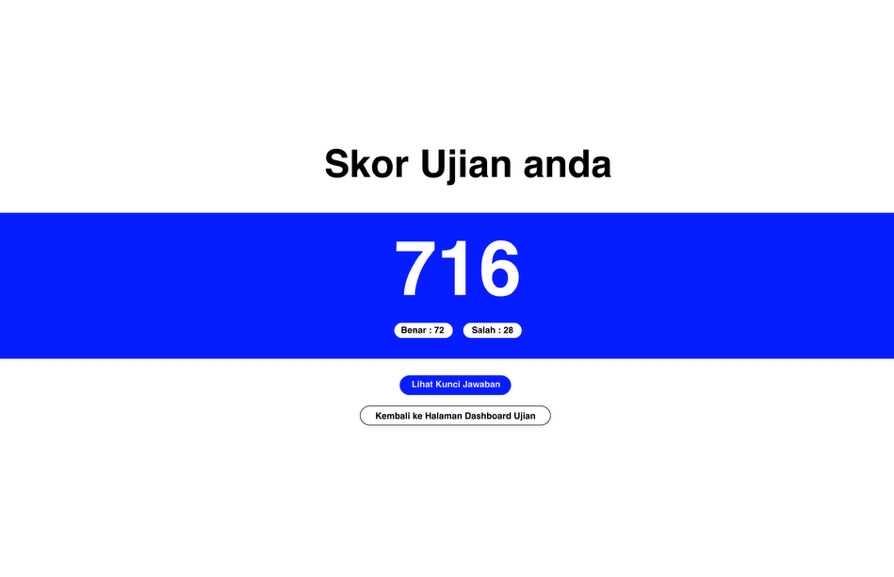 Skor Ujian anda
716
Benar : 72 Salah : 28
Lihat Kunci Jawaban
Kembali ke Halaman Dashboard Ujian